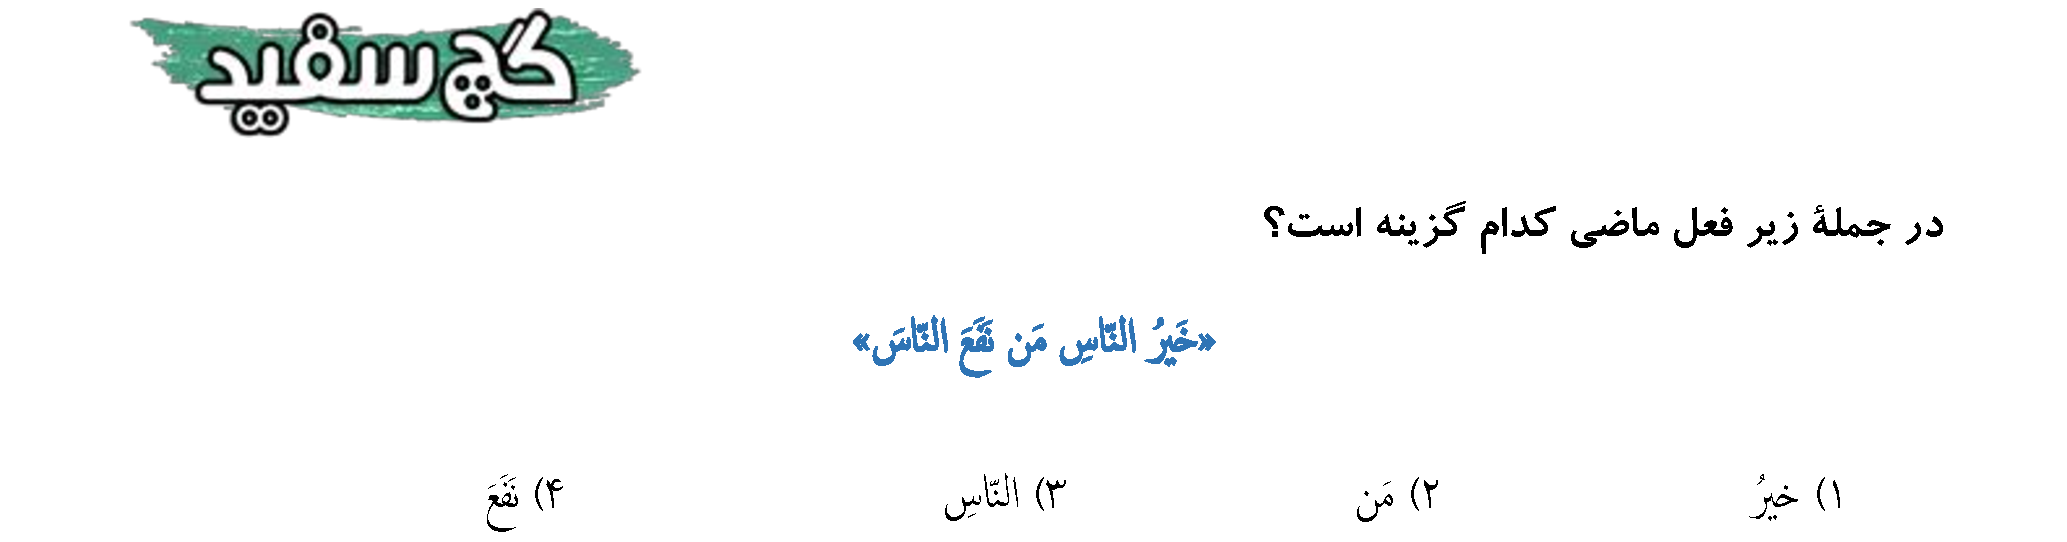 گچ سفید
در جملهٔ زیر فعل ماضی کدام گزینه است؟
«خَیرُ النّاسِ مَن نَفَعَ النّاسَ»
۱) خیرُ ۲) مَن ۳) النّاسِ ۴) نَفَعَ